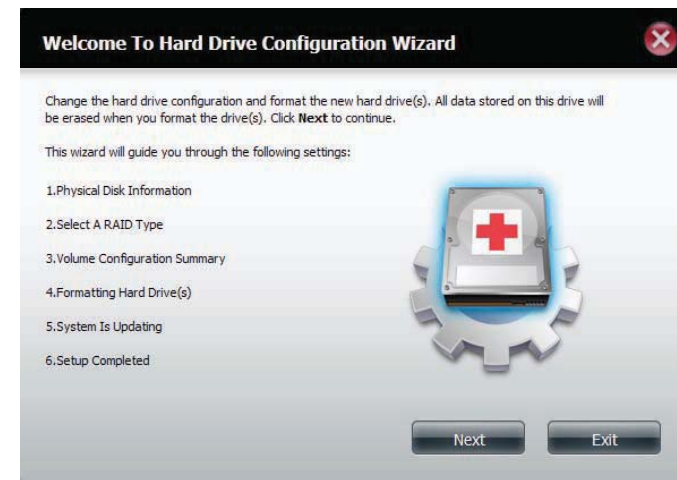 Welcome To Hard Drive Configuration Wizard
Change the hard drive configuration and format the new hard drive(s). All data stored on this drive will
be erased when you format the drive(s). Click Next to continue.
This wizard will guide you through the following settings:
1.Physical Disk Information
2.Select A RAID Type
3.Volume Configuration Summary
4.Formatting Hard Drive(s)
5.System Is Updating
6.Setup Completed
Next
Exit